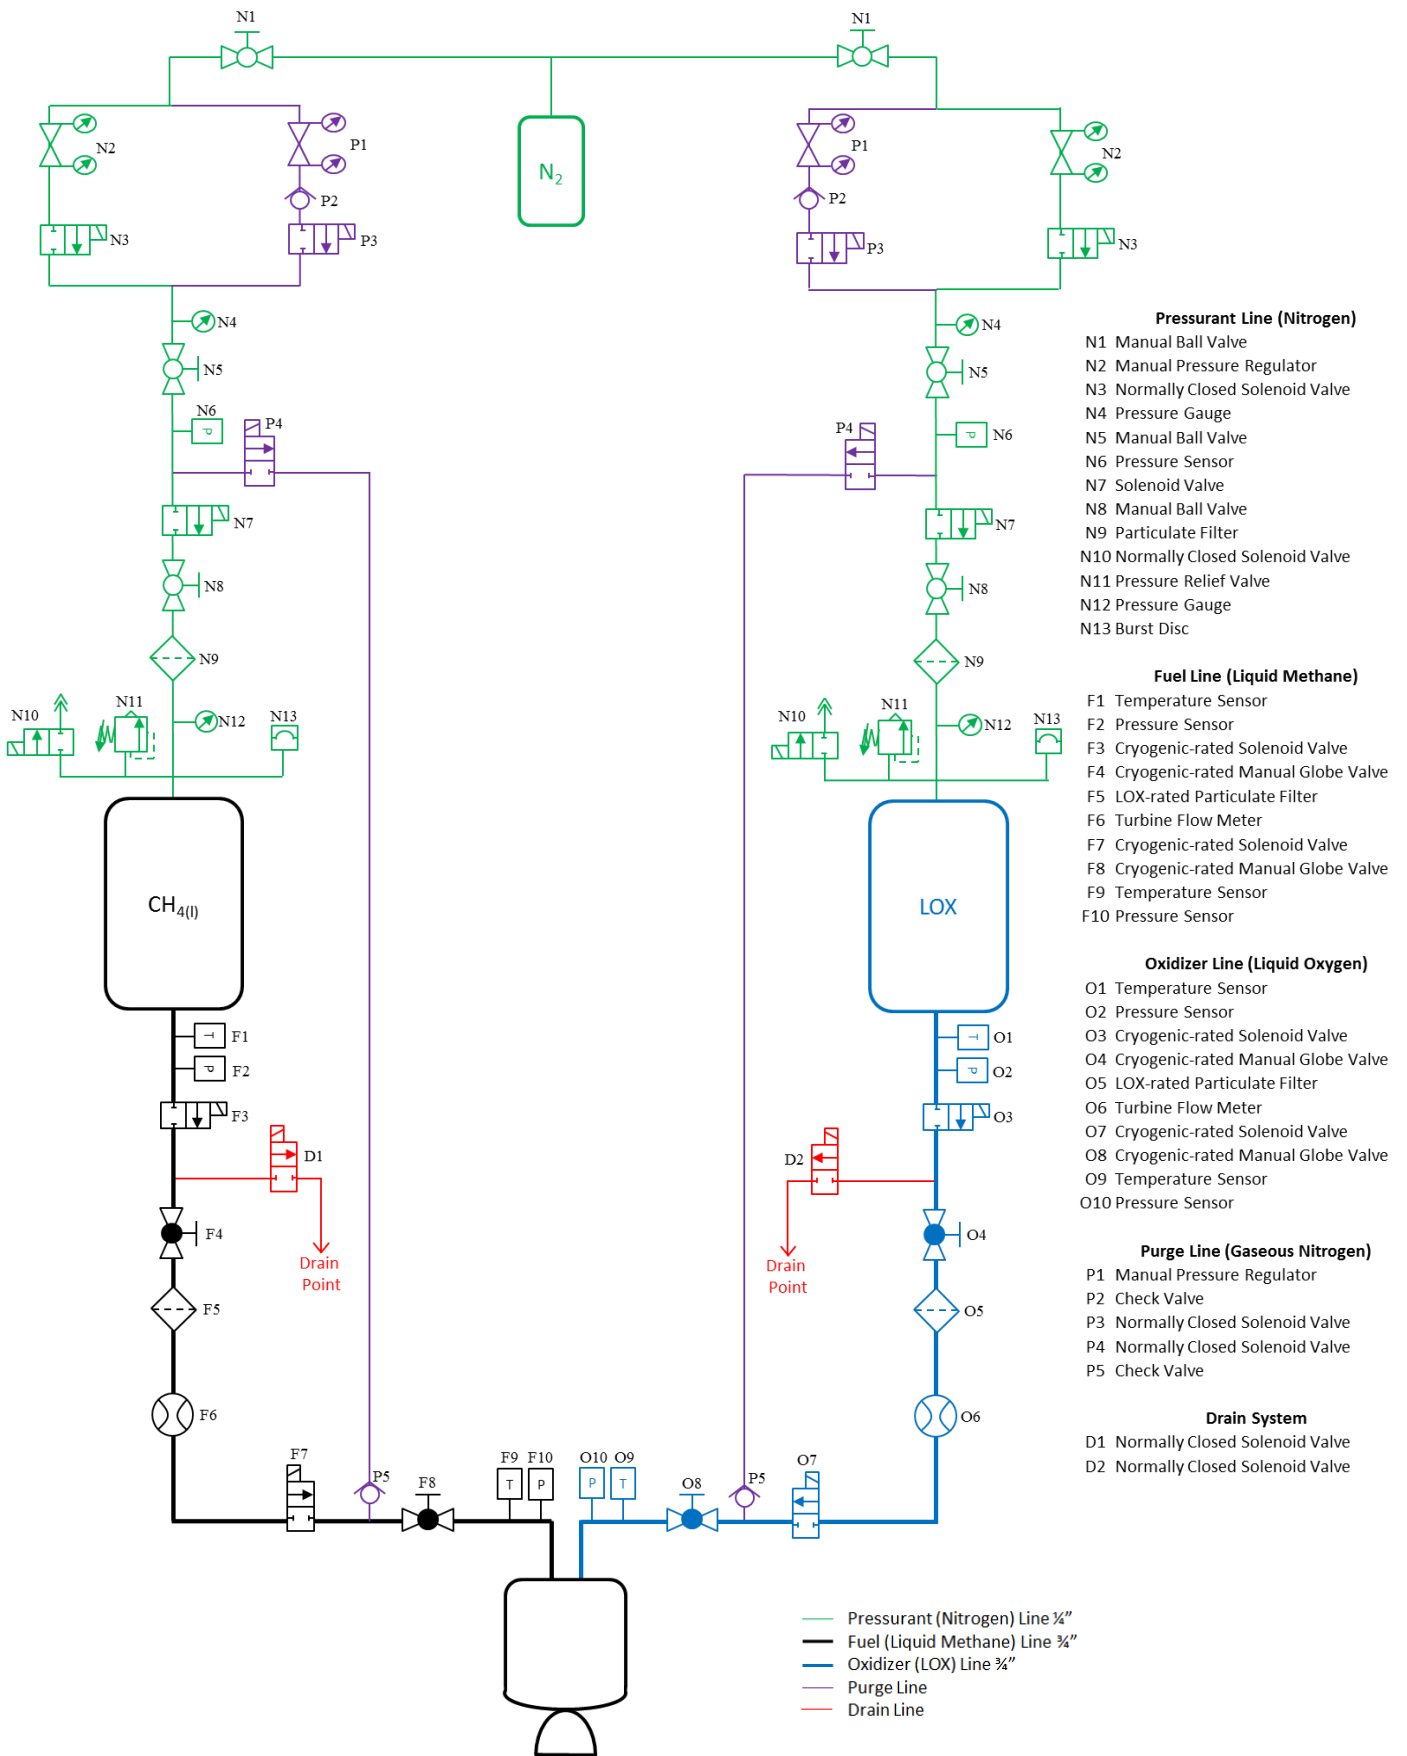 N1
N1
N2
P1
P1
N2
N₂
P2
P2
N3
P3
P3
N3
N4
N4
N5
N5
N6
P
P4
P4
P
N6
N7
N7
N8
N8
N9
N9
N10
N11
N12
N13
N10
N11
N12
N13
CH₄₍ₗ₎
LOX
T
F1
T
O1
P
F2
P
O2
F3
O3
D1
D2
F4
O4
Drain
Point
Drain
Point
F5
O5
F6
O6
F7
P5
F8
F9
F10
O10
O9
O8
P5
O7
T
P
P
T
Pressurant Line (Nitrogen)
N1 Manual Ball Valve
N2 Manual Pressure Regulator
N3 Normally Closed Solenoid Valve
N4 Pressure Gauge
N5 Manual Ball Valve
N6 Pressure Sensor
N7 Solenoid Valve
N8 Manual Ball Valve
N9 Particulate Filter
N10 Normally Closed Solenoid Valve
N11 Pressure Relief Valve
N12 Pressure Gauge
N13 Burst Disc
Fuel Line (Liquid Methane)
F1 Temperature Sensor
F2 Pressure Sensor
F3 Cryogenic-rated Solenoid Valve
F4 Cryogenic-rated Manual Globe Valve
F5 LOX-rated Particulate Filter
F6 Turbine Flow Meter
F7 Cryogenic-rated Solenoid Valve
F8 Cryogenic-rated Manual Globe Valve
F9 Temperature Sensor
F10 Pressure Sensor
Oxidizer Line (Liquid Oxygen)
O1 Temperature Sensor
O2 Pressure Sensor
O3 Cryogenic-rated Solenoid Valve
O4 Cryogenic-rated Manual Globe Valve
O5 LOX-rated Particulate Filter
O6 Turbine Flow Meter
O7 Cryogenic-rated Solenoid Valve
O8 Cryogenic-rated Manual Globe Valve
O9 Temperature Sensor
O10 Pressure Sensor
Purge Line (Gaseous Nitrogen)
P1 Manual Pressure Regulator
P2 Check Valve
P3 Normally Closed Solenoid Valve
P4 Normally Closed Solenoid Valve
P5 Check Valve
Drain System
D1 Normally Closed Solenoid Valve
D2 Normally Closed Solenoid Valve
Pressurant (Nitrogen) Line ¼”
Fuel (Liquid Methane) Line ¾”
Oxidizer (LOX) Line ¾”
Purge Line
Drain Line